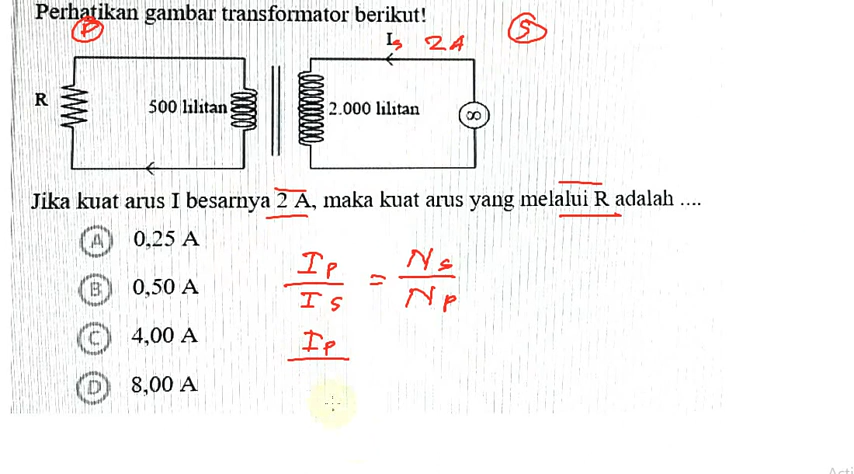 Perhatikan gambar transformator berikut!
P
S
Is 2A
R
500 lilitan
2.000 lilitan
∞
Jika kuat arus I besarnya 2 A, maka kuat arus yang melalui R adalah ....
A 0,25 A
B 0,50 A
C 4,00 A
D 8,00 A
Ip / Is = Ns / Np
Ip